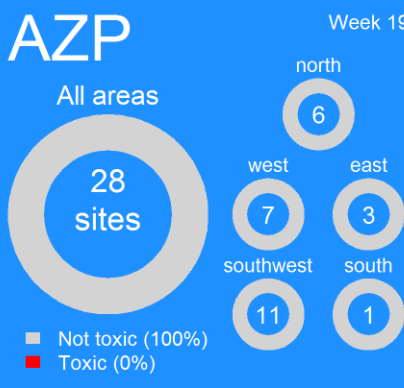 AZP
Week 19
All areas
28
sites
north
6
west
east
7
3
southwest
south
11
1
Not toxic (100%)
Toxic (0%)